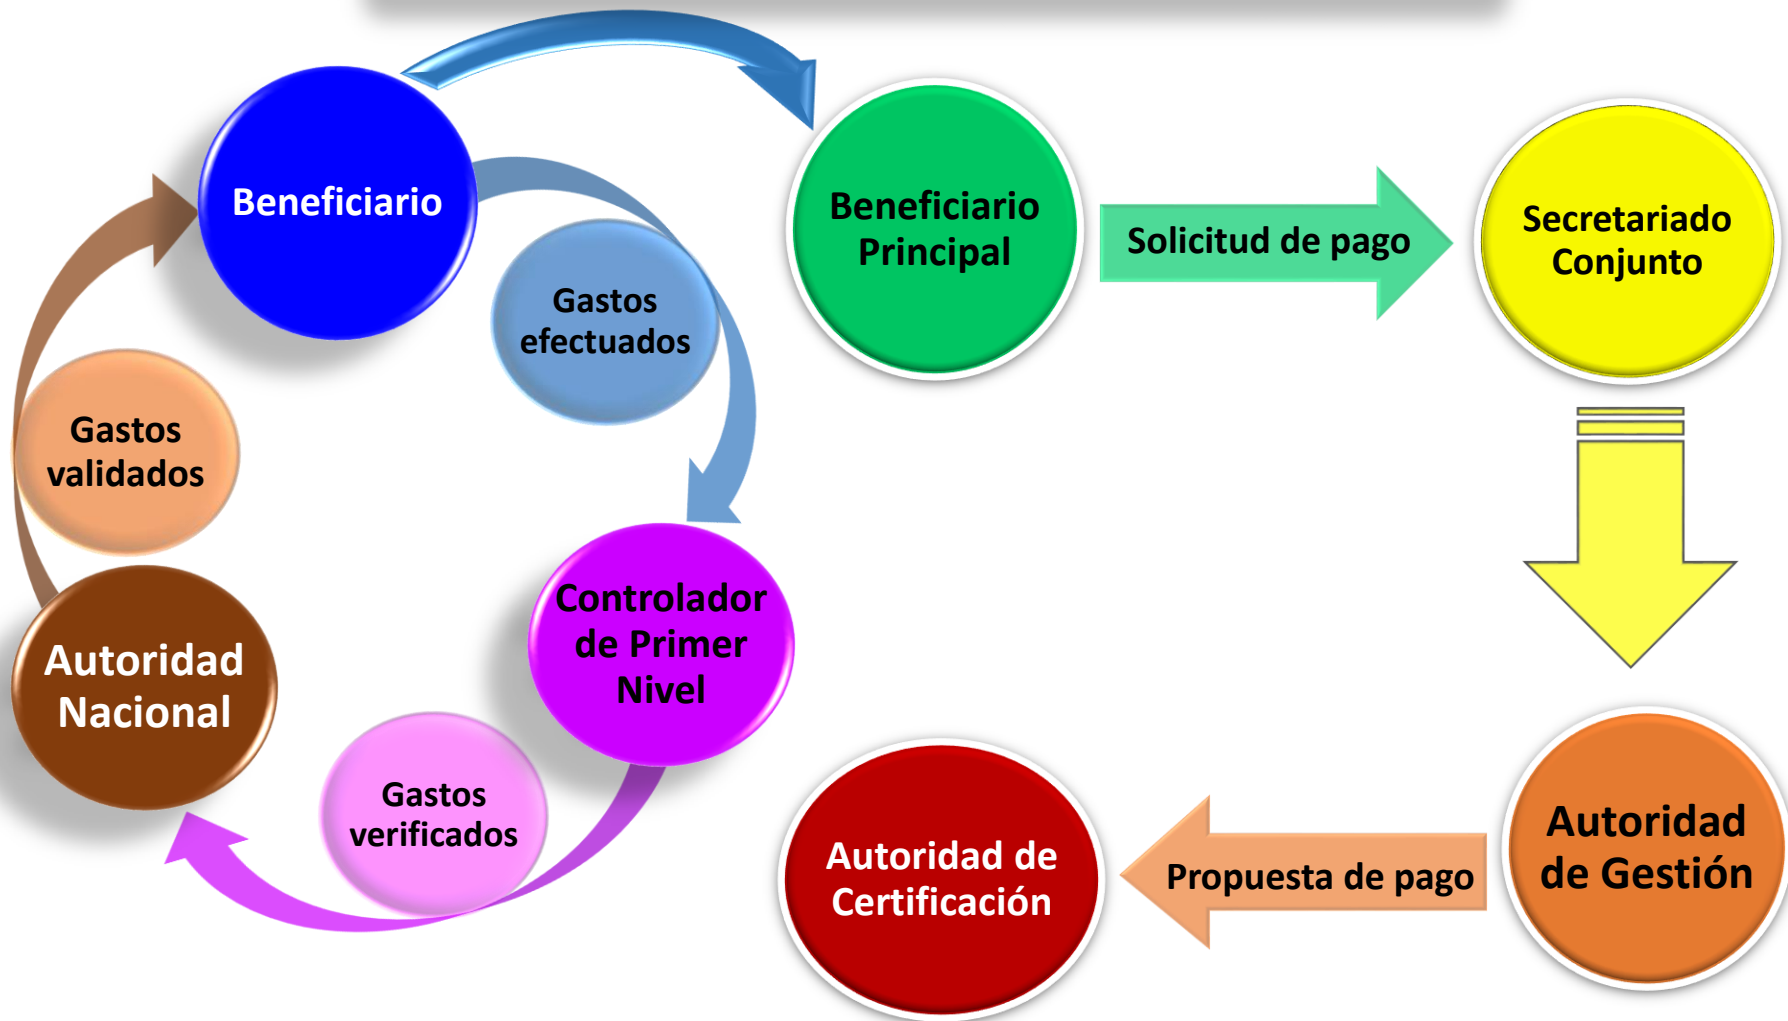 Beneficiario
Beneficiario
Principal
Solicitud de pago
Secretariado
Conjunto
Gastos
efectuados
Gastos
validados
Controlador
de Primer
Nivel
Autoridad
Nacional
Gastos
verificados
Autoridad de
Certificación
Propuesta de pago
Autoridad
de Gestión